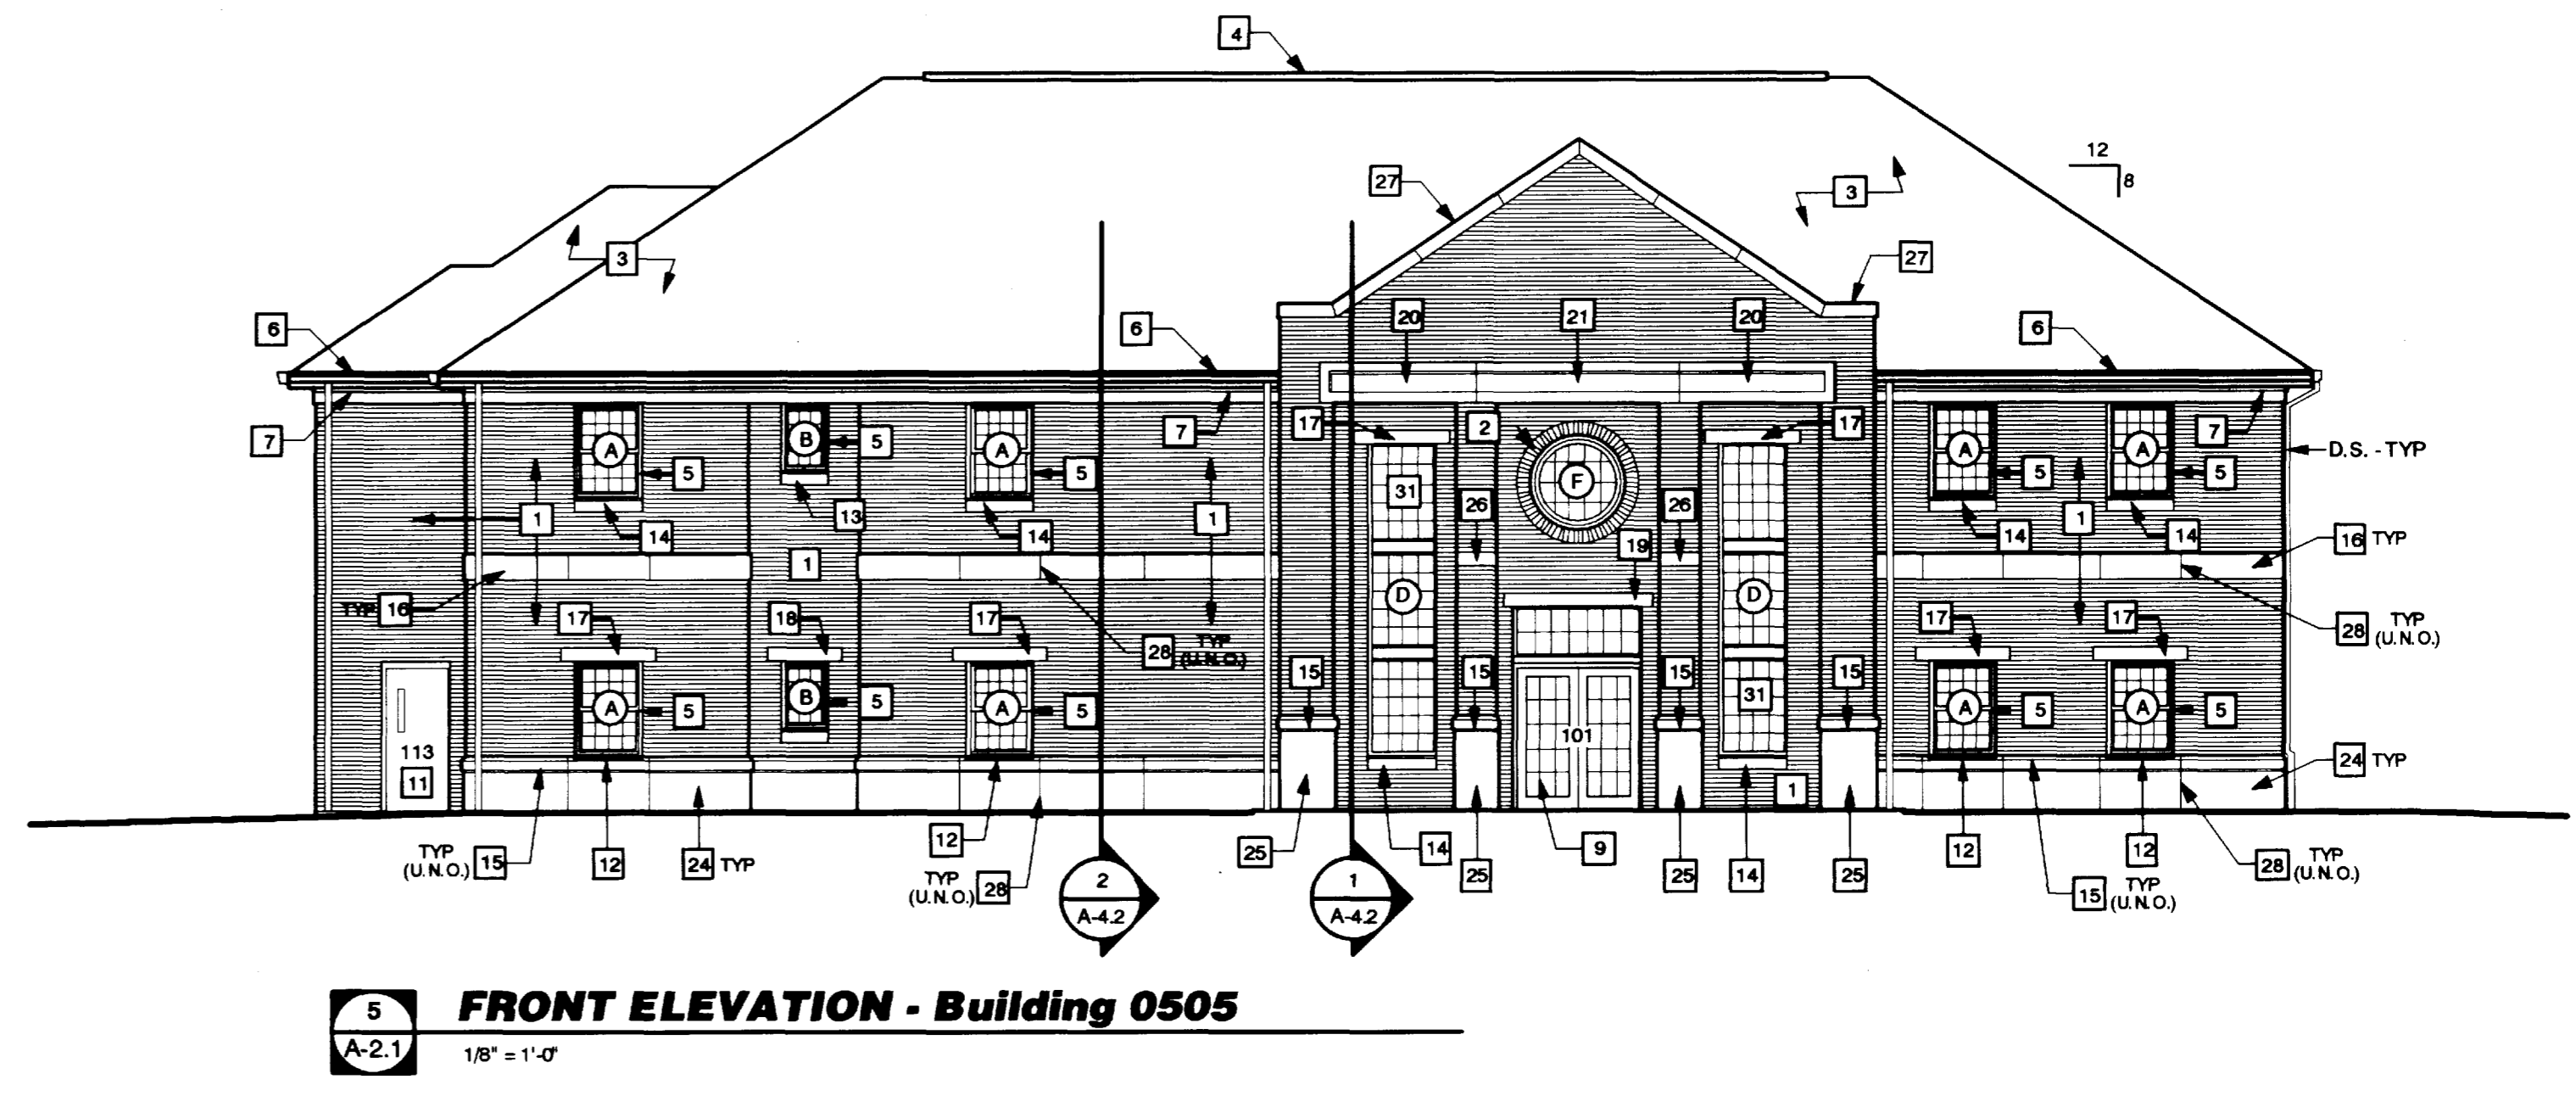 4
12
8
27
3
3
27
6
6
20
21
20
6
7
A
5
B
5
A
5
7
17
2
17
A
5
A
5
7
D.S. - TYP
31
F
26
26
1
14
13
14
1
19
14
1
14
16 TYP
1
TYP 16
17
18
17
28 TYP
(U.N.O.)
D
D
17
17
28 TYP
(U.N.O.)
15
15
15
15
31
A
5
B
5
A
5
A
5
A
5
113
11
101
1
24 TYP
TYP
(U.N.O.) 15
12
24 TYP
12
TYP
(U.N.O.) 28
25
14
25
9
25
14
25
12
12
15 TYP
(U.N.O.)
28 TYP
(U.N.O.)
2
A-4.2
1
A-4.2
5
A-2.1
FRONT ELEVATION - Building 0505
1/8" = 1'-0"